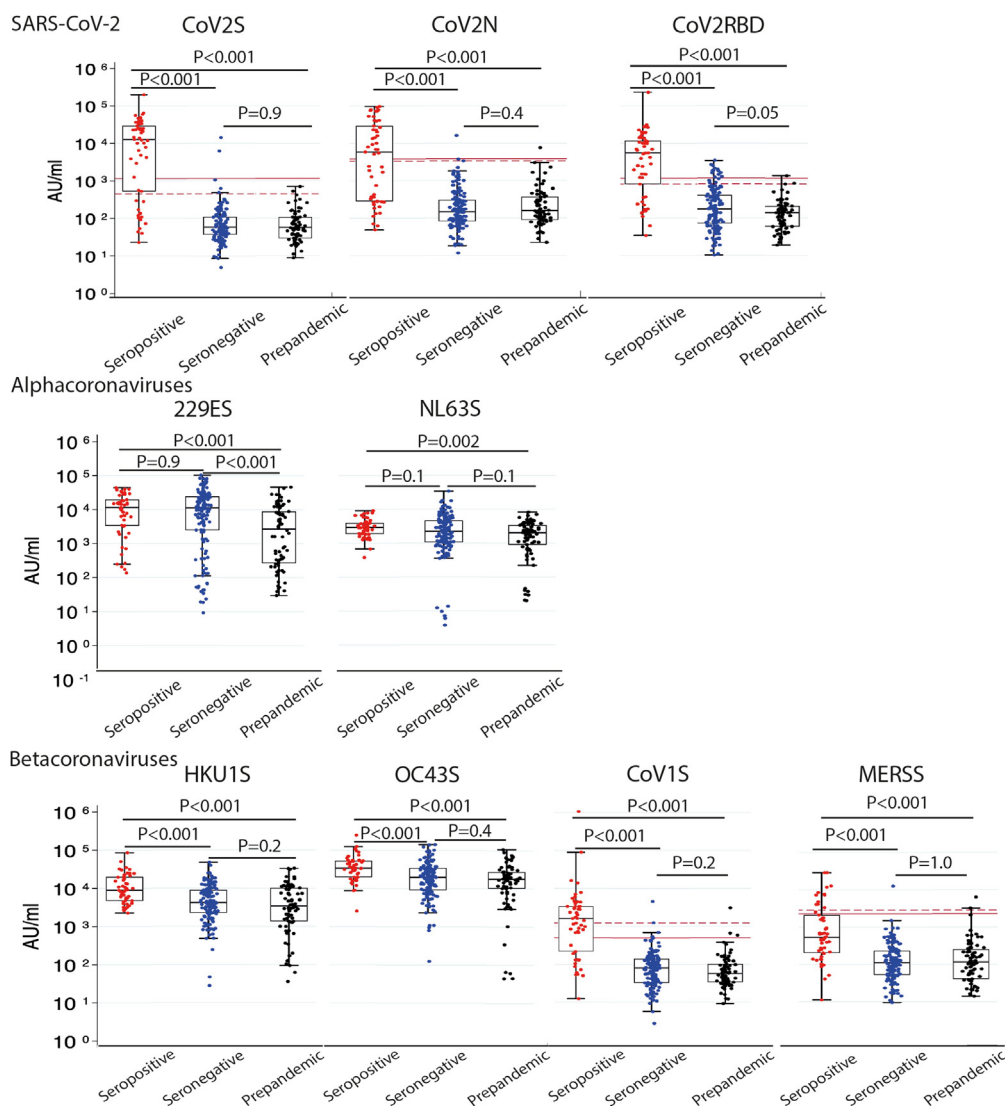 SARS-CoV-2
CoV2S CoV2N CoV2RBD
P<0.001 P<0.001 P<0.001
P<0.001 P<0.001 P<0.001
P=0.9 P=0.4 P=0.05
AU/ml
10 6
10 5
10 4
10 3
10 2
10 1
10 0
Seropositive Seronegative Prepandemic Seropositive Seronegative Prepandemic Seropositive Seronegative Prepandemic
Alphacoronaviruses
229ES NL63S
P<0.001 P=0.002
P=0.9 P<0.001 P=0.1 P=0.1
AU/ml
10 6
10 5
10 4
10 3
10 2
10 1
10 0
10 -1
Seropositive Seronegative Prepandemic Seropositive Seronegative Prepandemic
Betacoronaviruses
HKU1S OC43S CoV1S MERSS
P<0.001 P<0.001 P<0.001 P<0.001
P<0.001 P=0.2 P<0.001 P=0.4 P<0.001 P=0.2 P<0.001 P=1.0
AU/ml
10 6
10 5
10 4
10 3
10 2
10 1
10 0
Seropositive Seronegative Prepandemic Seropositive Seronegative Prepandemic Seropositive Seronegative Prepandemic Seropositive Seronegative Prepandemic